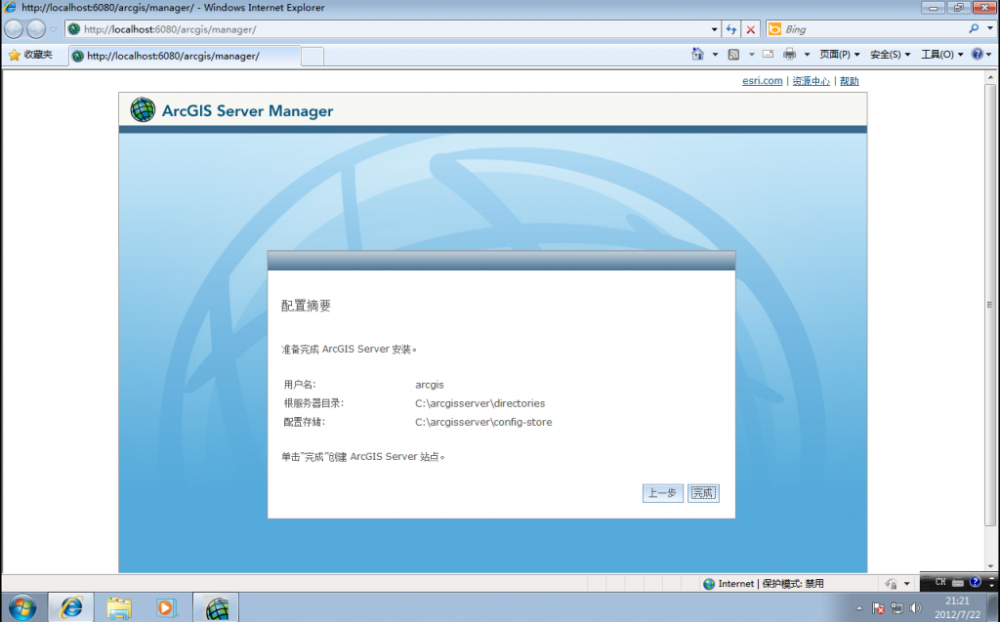 http://localhost:6080/arcgis/manager/ - Windows Internet Explorer
http://localhost:6080/arcgis/manager/
Bing
收藏夹
http://localhost:6080/arcgis/manager/
页面(P)
安全(S)
工具(O)
esri.com | 资源中心 | 帮助
ArcGIS Server Manager
配置摘要
准备完成 ArcGIS Server 安装。
用户名: arcgis
根服务器目录: C:\arcgisserver\directories
配置存储: C:\arcgisserver\config-store
单击"完成"创建 ArcGIS Server 站点。
上一步 完成
Internet | 保护模式: 禁用
CH
21:21
2012/7/22